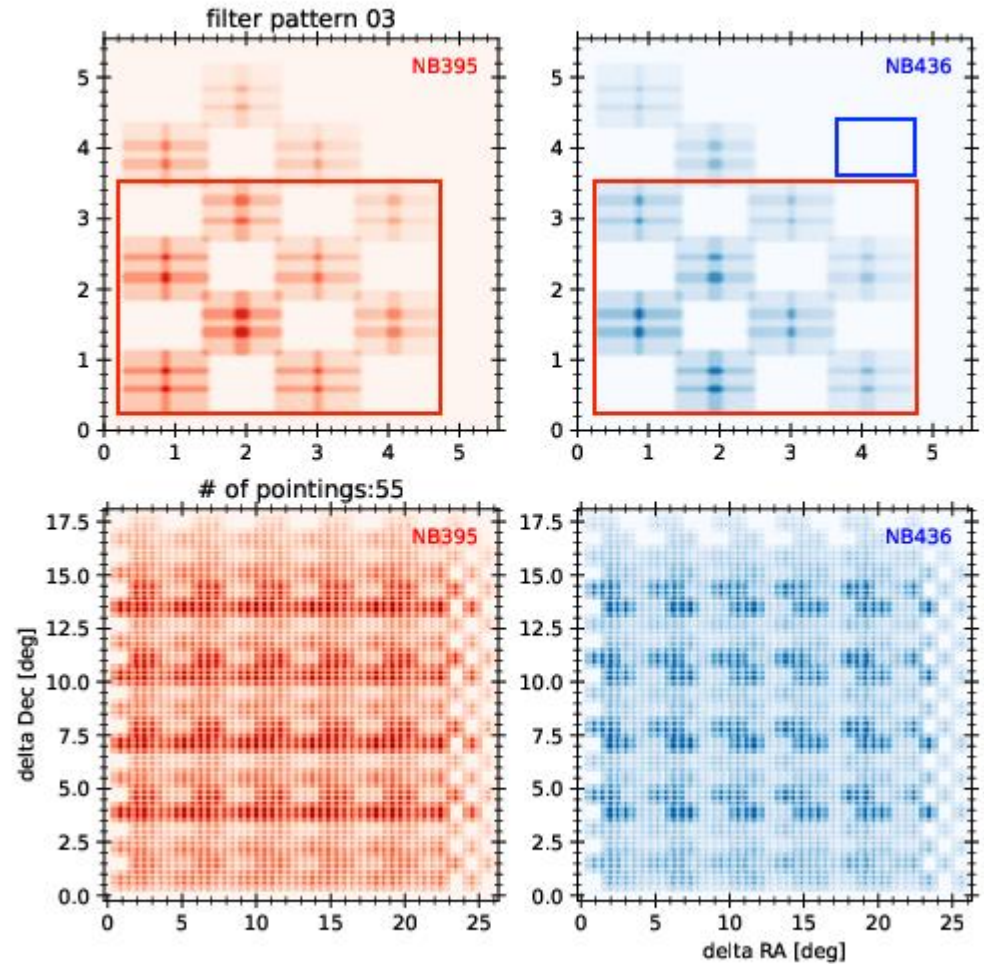 filter pattern 03
NB395
NB436
5
4
3
2
1
0
0 1 2 3 4 5
0
1
2
3
4
5
0 1 2 3 4 5
# of pointings:55
NB395
NB436
delta Dec [deg]
17.5
15.0
12.5
10.0
7.5
5.0
2.5
0.0
0 5 10 15 20 25
17.5
15.0
12.5
10.0
7.5
5.0
2.5
0.0
0 5 10 15 20 25
delta RA [deg]